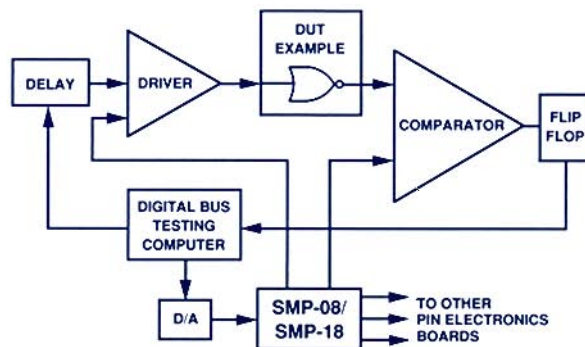 DUT
EXAMPLE
DELAY
DRIVER
COMPARATOR
FLIP
FLOP
DIGITAL BUS
TESTING
COMPUTER
D/A
SMP-08/
SMP-18
TO OTHER
PIN ELECTRONICS
BOARDS